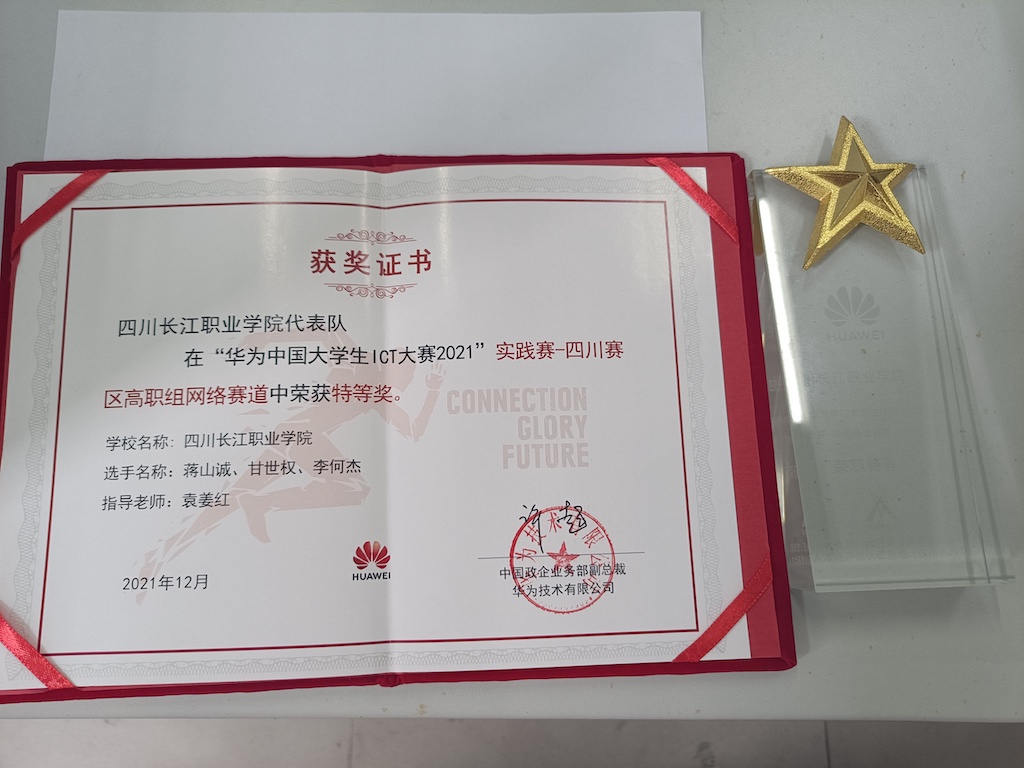 获奖证书
四川长江职业学院代表队
在“华为中国大学生ICT大赛2021”实践赛-四川赛
区高职组网络赛道中荣获特等奖。
CONNECTION
GLORY
FUTURE
学校名称：四川长江职业学院
选手名称：蒋山诚、甘世权、李何杰
指导老师：袁姜红
2021年12月
HUAWEI
中国政企业务部副总裁
华为技术有限公司
HUAWEI